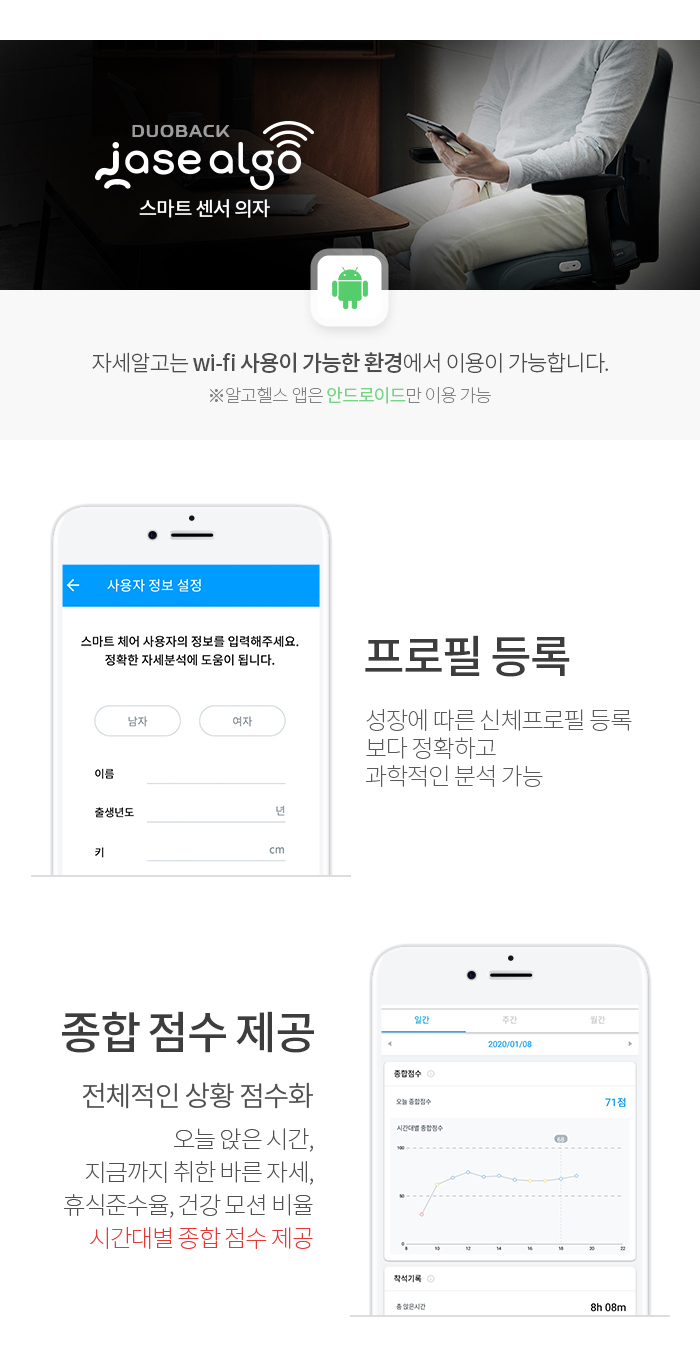 DUOBACK
jase algo
스마트 센서 의자
자세알고는 wi-fi 사용이 가능한 환경에서 이용이 가능합니다.
※알고헬스 앱은 안드로이드만 이용 가능
사용자 정보 설정
스마트 체어 사용자의 정보를 입력해주세요.
정확한 자세분석에 도움이 됩니다.
남자 여자
이름
출생년도 년
키 cm
프로필 등록
성장에 따른 신체프로필 등록
보다 정확하고
과학적인 분석 가능
종합 점수 제공
전체적인 상황 점수화
오늘 앉은 시간,
지금까지 취한 바른 자세,
휴식준수율, 건강 모션 비율
시간대별 종합 점수 제공
일간 주간 월간
2020/01/08
종합점수
오늘 종합점수 71점
시간대별 종합점수
68
100
50
0
8 10 12 14 16 18 20 22
착석기록
총 앉은시간 8h 08m